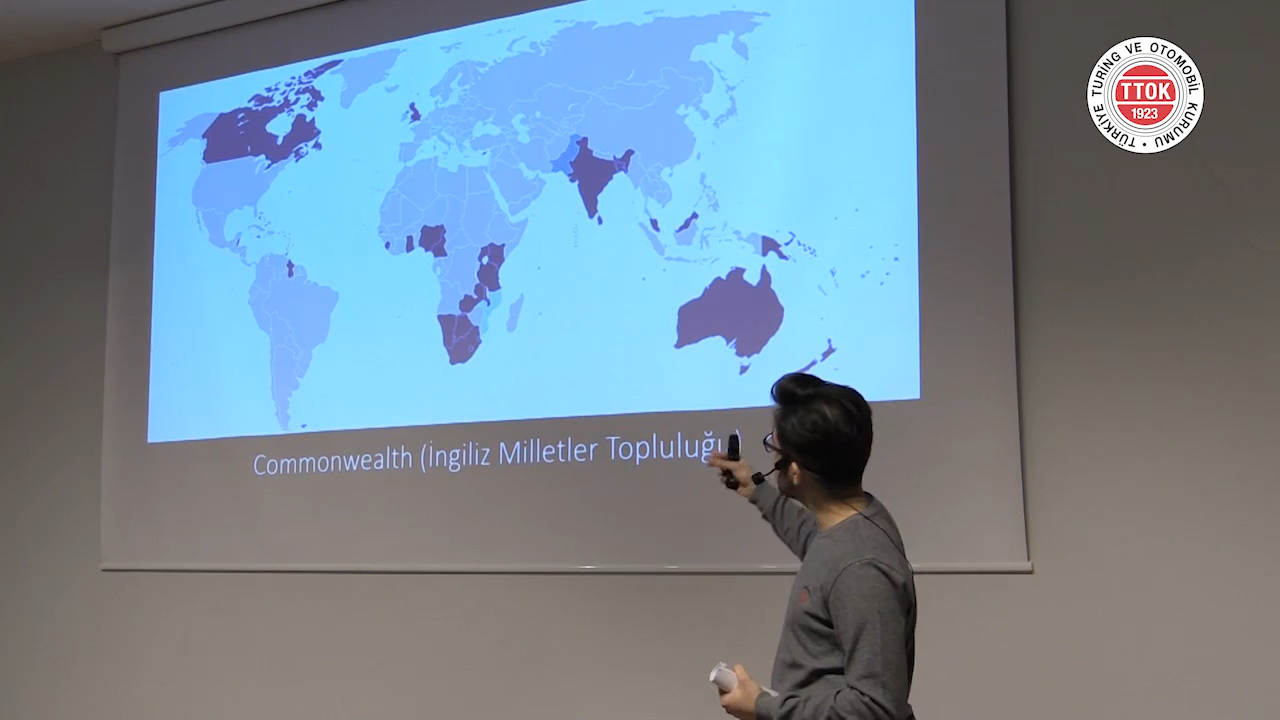 TÜRKİYE TURING VE OTOMOBİL KURUMU
TTOK
1923
Commonwealth (İngiliz Milletler Topluluğu)